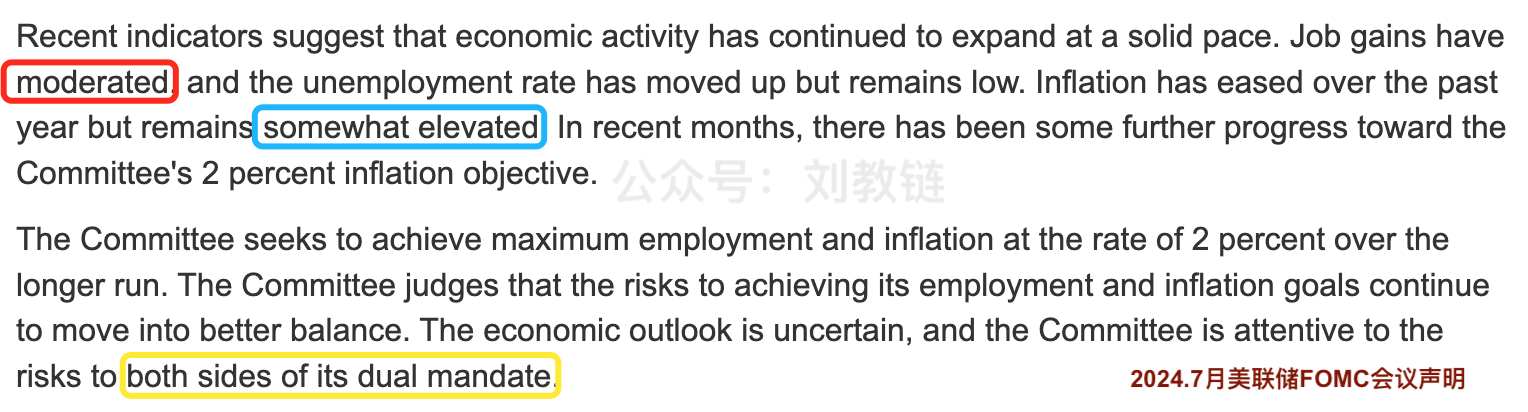 Recent indicators suggest that economic activity has continued to expand at a solid pace. Job gains have
moderated, and the unemployment rate has moved up but remains low. Inflation has eased over the past
year but remains somewhat elevated. In recent months, there has been some further progress toward the
Committee's 2 percent inflation objective.
公众号：刘教链
The Committee seeks to achieve maximum employment and inflation at the rate of 2 percent over the
longer run. The Committee judges that the risks to achieving its employment and inflation goals continue
to move into better balance. The economic outlook is uncertain, and the Committee is attentive to the
risks to both sides of its dual mandate.
2024.7月美联储FOMC会议声明